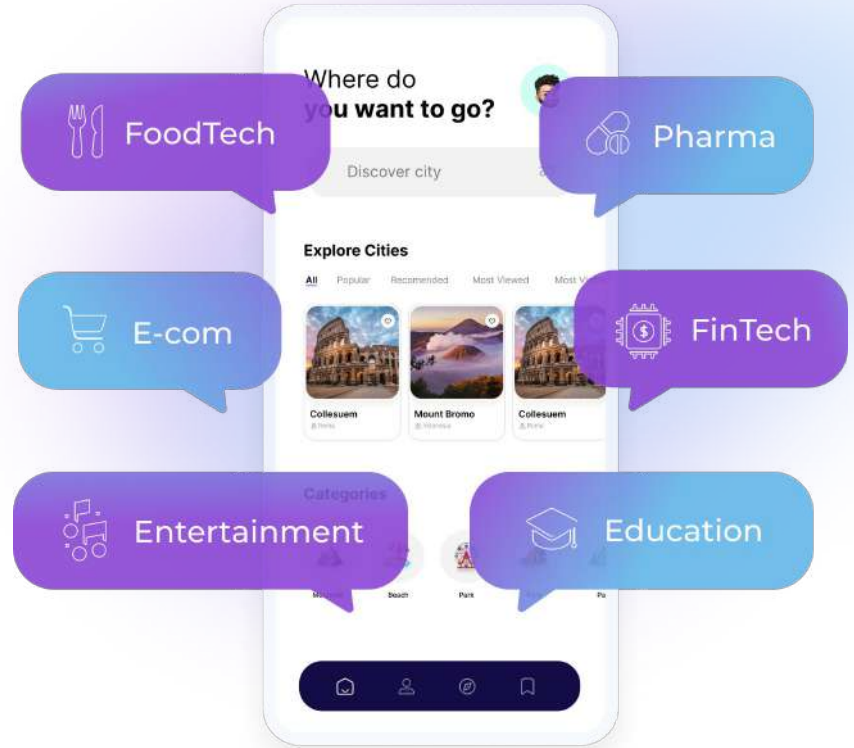 Where do
you want to go?
FoodTech
Pharma
Discover city
Explore Cities
All Popular Recomended Most Viewed Most
E-com
FinTech
Collesuem Mount Bromo Collesuem
Categories
Entertainment
Education
Beach Park